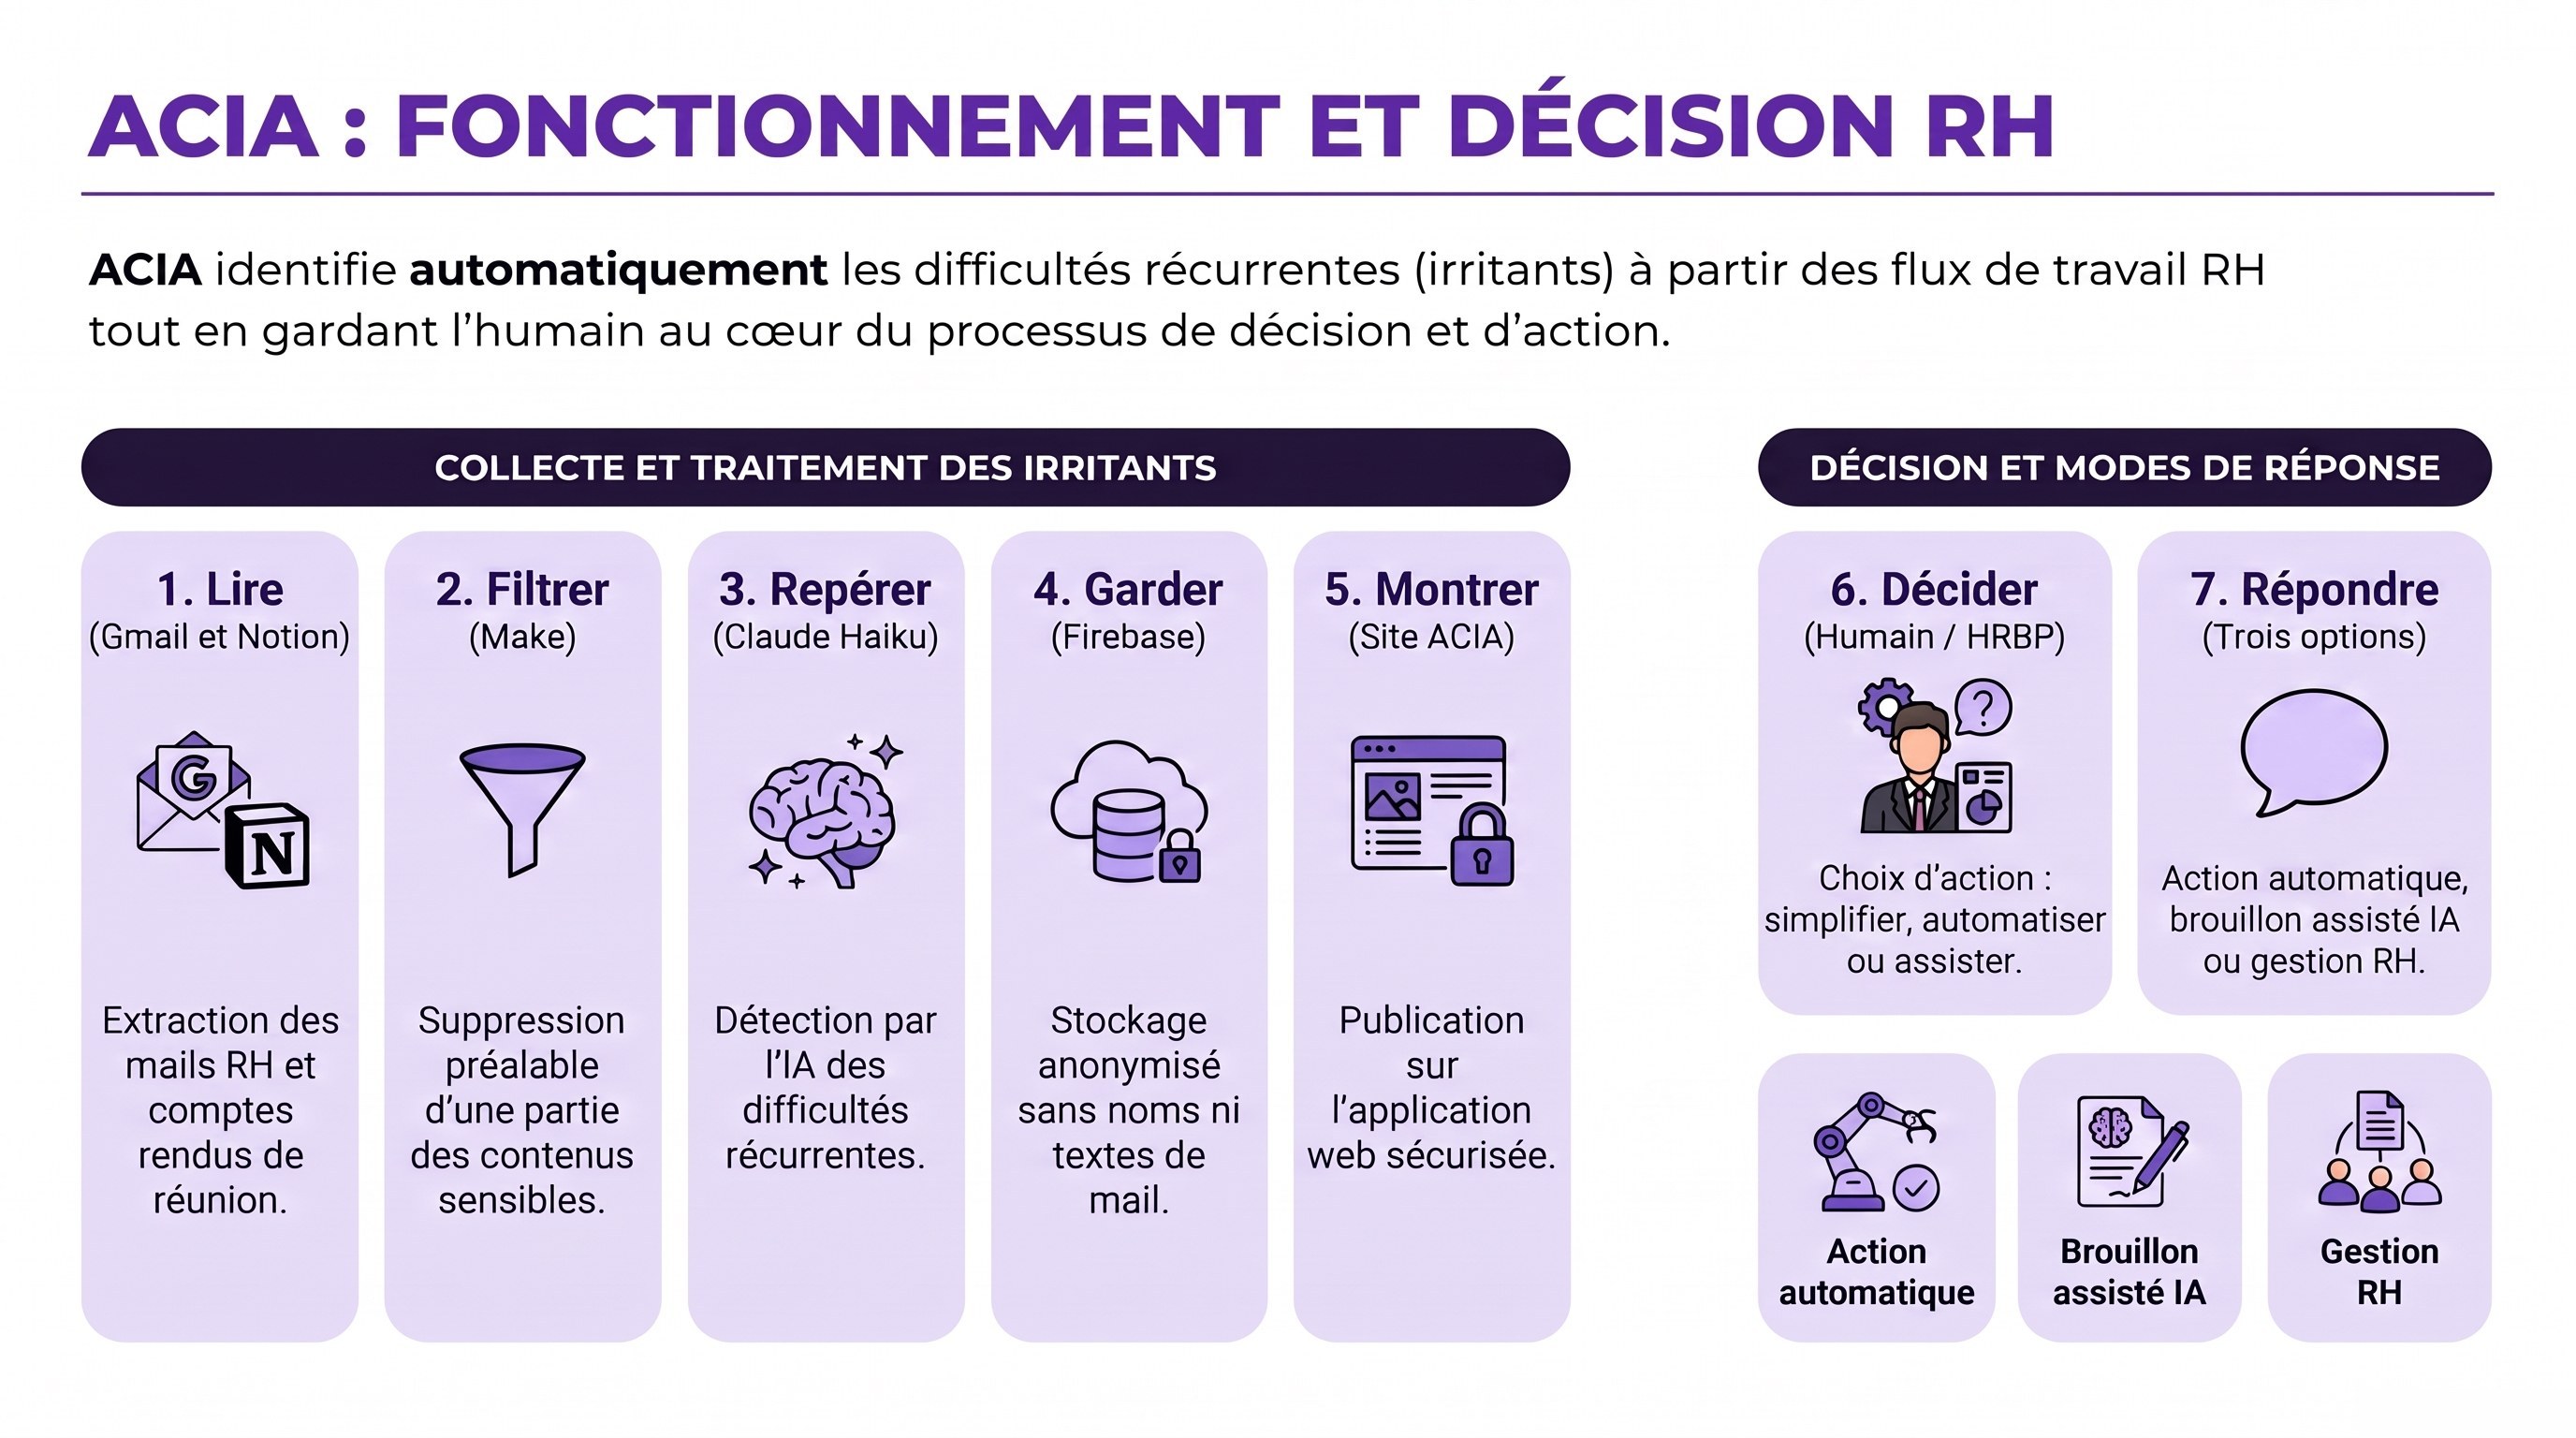 ACIA : FONCTIONNEMENT ET DÉCISION RH
ACIA identifie automatiquement les difficultés récurrentes (irritants) à partir des flux de travail RH
tout en gardant l’humain au cœur du processus de décision et d’action.
COLLECTE ET TRAITEMENT DES IRRITANTS
1. Lire
(Gmail et Notion)
G
N
Extraction des
mails RH et
comptes
rendus de
réunion.
2. Filtrer
(Make)
Suppression
préalable
d’une partie
des contenus
sensibles.
3. Repérer
(Claude Haiku)
Détection par
l’IA des
difficultés
récurrentes.
4. Garder
(Firebase)
Stockage
anonymisé
sans noms ni
textes de
mail.
5. Montrer
(Site ACIA)
Publication
sur
l’application
web sécurisée.
DÉCISION ET MODES DE RÉPONSE
6. Décider
(Humain / HRBP)
?
Choix d’action :
simplifier, automatiser
ou assister.
7. Répondre
(Trois options)
Action automatique,
brouillon assisté IA
ou gestion RH.
Action
automatique
Brouillon
assisté IA
Gestion
RH